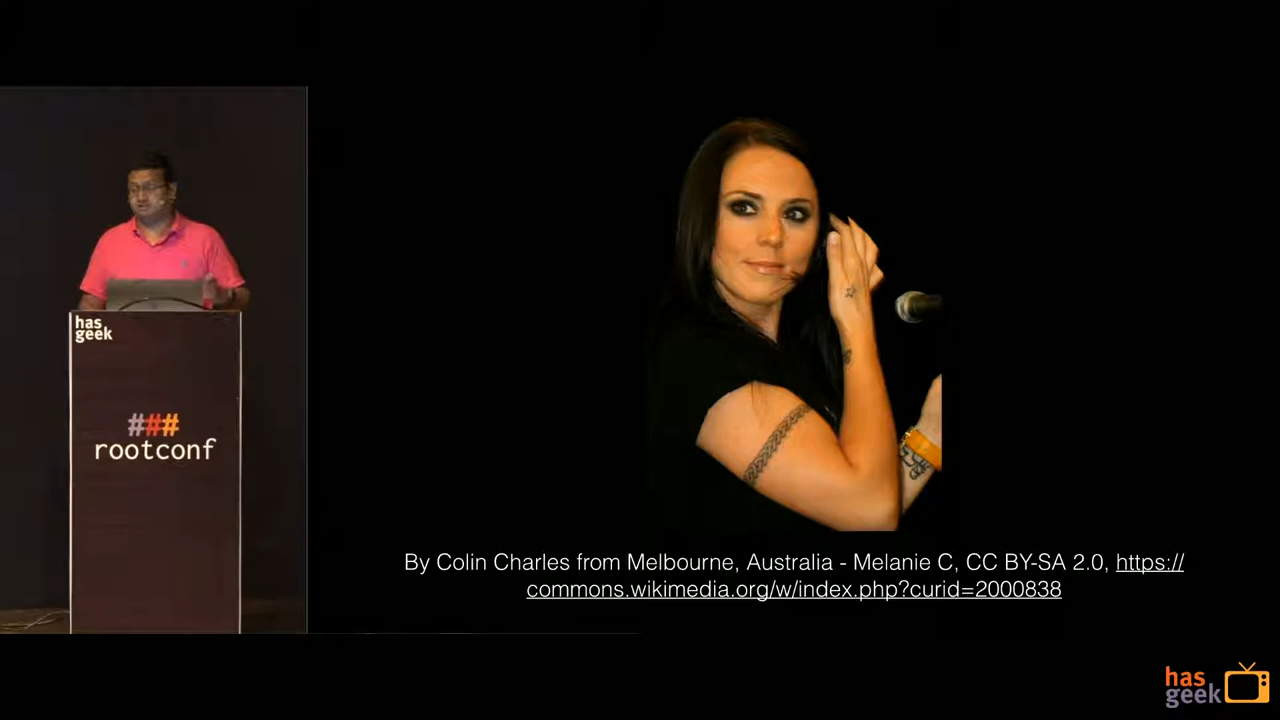 has
geek
###
rootconf
By Colin Charles from Melbourne, Australia - Melanie C, CC BY-SA 2.0, https://
commons.wikimedia.org/w/index.php?curid=2000838
has
geek